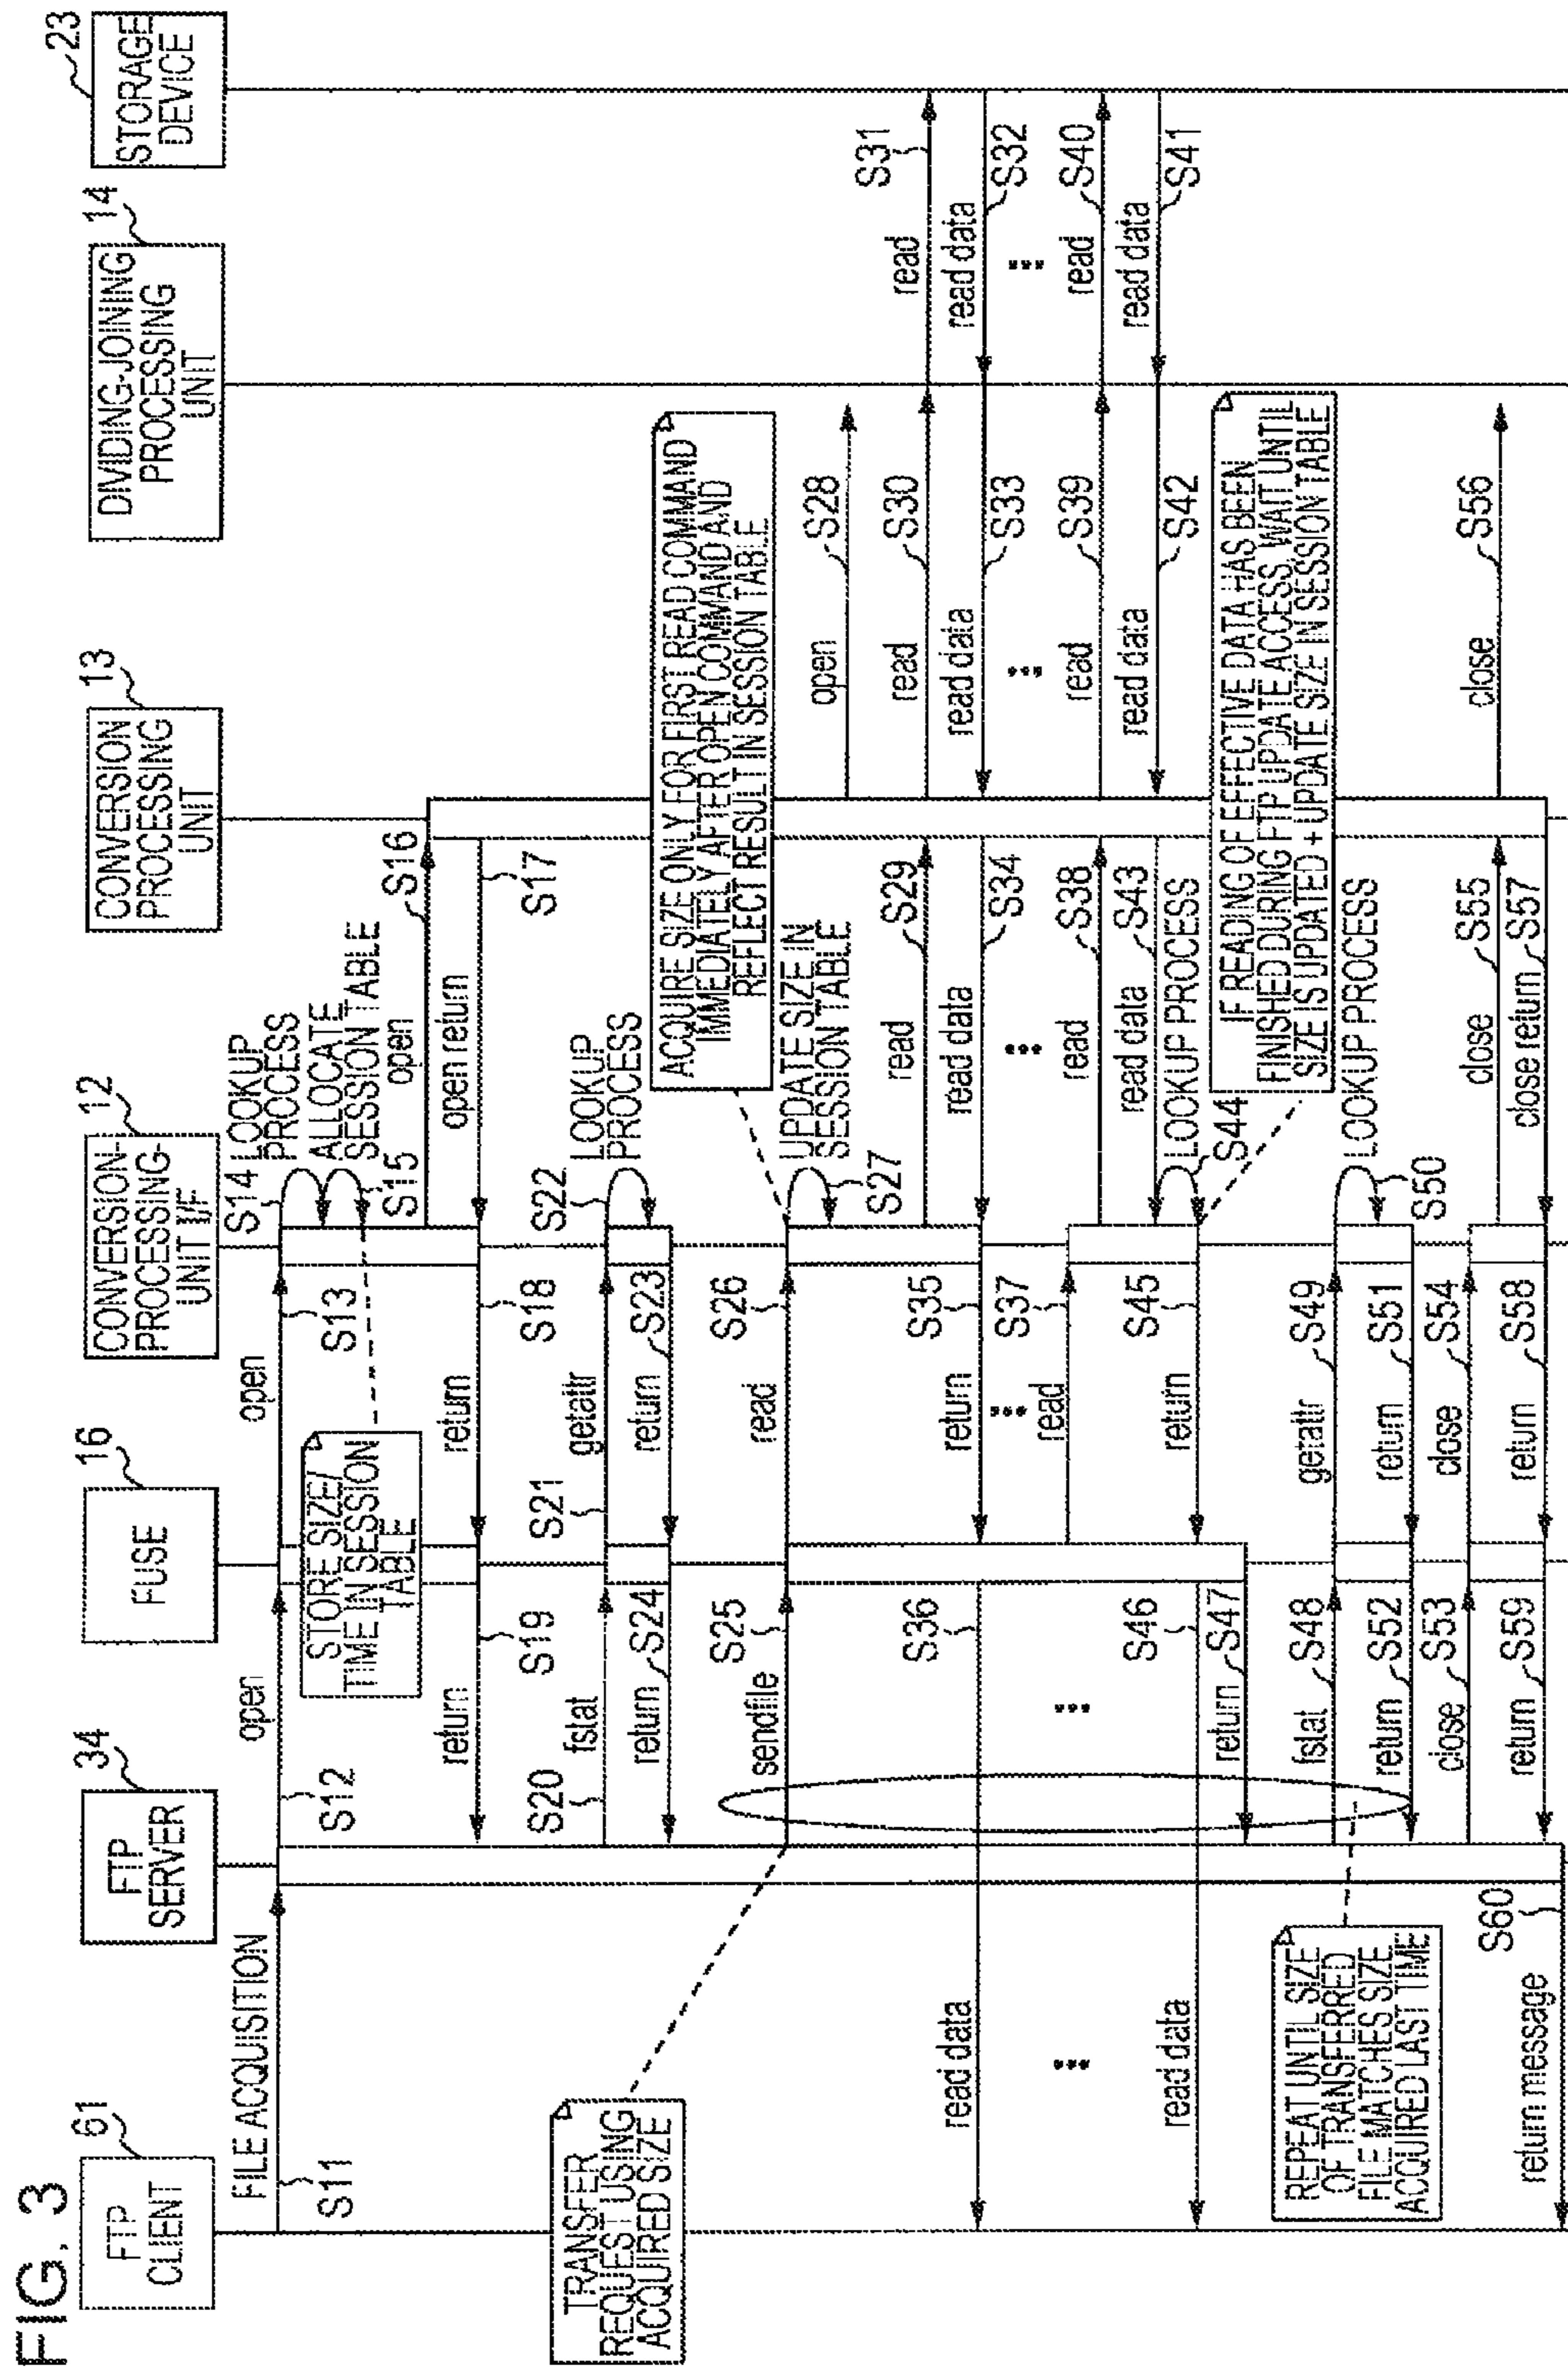 FIG. 3
FTP
CLIENT
61
FTP
SERVER
34
FUSE
16
CONVERSION-
PROCESSING-
UNIT I/F
12
CONVERSION
PROCESSING
UNIT
13
DIVIDING-JOINING
PROCESSING
UNIT
14
STORAGE
DEVICE
23
FILE ACQUISITION
S11
open
S12
open
S13
S14
LOOKUP
PROCESS
ALLOCATE
SESSION TABLE
S15
STORE SIZE/
TIME IN SESSION
TABLE
open
S16
open return
S17
return
S18
return
S19
fstat
S20
getattr
S21
S22
LOOKUP
PROCESS
return
S23
return
S24
TRANSFER
REQUEST USING
ACQUIRED SIZE
sendfile
S25
read
S26
ACQUIRE SIZE ONLY FOR FIRST READ COMMAND
IMMEDIATELY AFTER OPEN COMMAND AND
REFLECT RESULT IN SESSION TABLE
UPDATE SIZE IN
SESSION TABLE
S27
open
S28
read
S29
read
S30
read
S31
read data
S32
read data
S33
read data
S34
return
S35
S36
read data
...
...
...
...
...
...
read
S37
read
S38
read
S39
read
S40
read data
S41
read data
S42
read data
S43
LOOKUP PROCESS
S44
IF READING OF EFFECTIVE DATA HAS BEEN
FINISHED DURING FTP UPDATE ACCESS, WAIT UNTIL
SIZE IS UPDATED + UPDATE SIZE IN SESSION TABLE
return
S45
S46
read data
return
S47
fstat
S48
getattr
S49
LOOKUP PROCESS
S50
return
S51
return
S52
REPEAT UNTIL SIZE
OF TRANSFERRED
FILE MATCHES SIZE
ACQUIRED LAST TIME
close
S53
close
S54
close
S55
close
S56
close return
S57
return
S58
return
S59
return message
S60